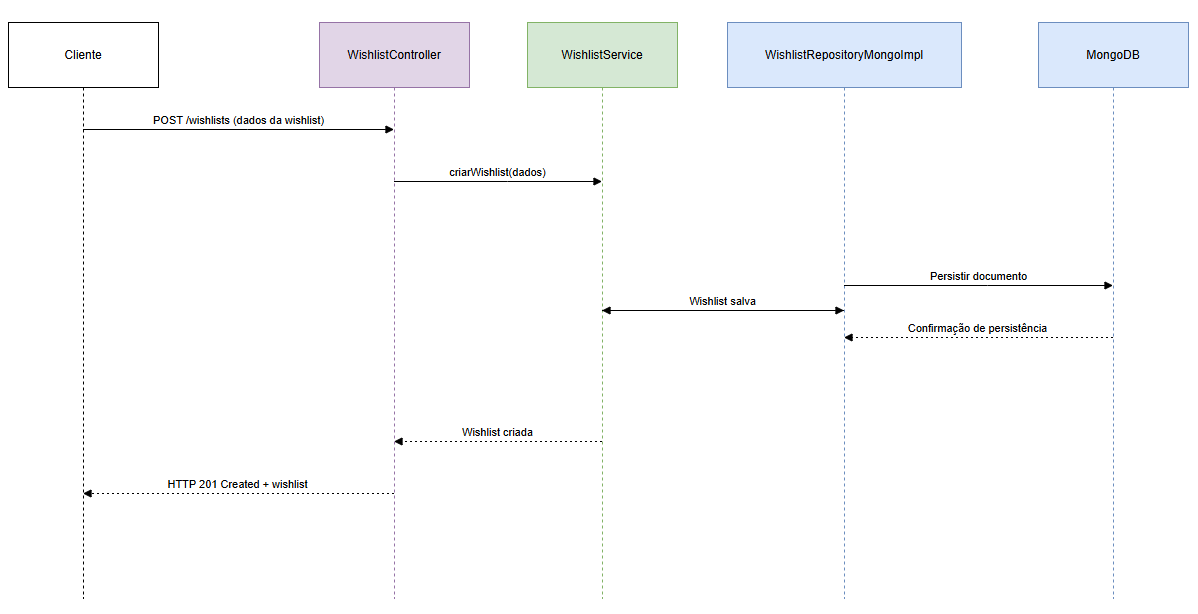 Cliente
WishlistController
WishlistService
WishlistRepositoryMongoImpl
MongoDB
POST /wishlists (dados da wishlist)
criarWishlist(dados)
Persistir documento
Wishlist salva
Confirmação de persistência
Wishlist criada
HTTP 201 Created + wishlist